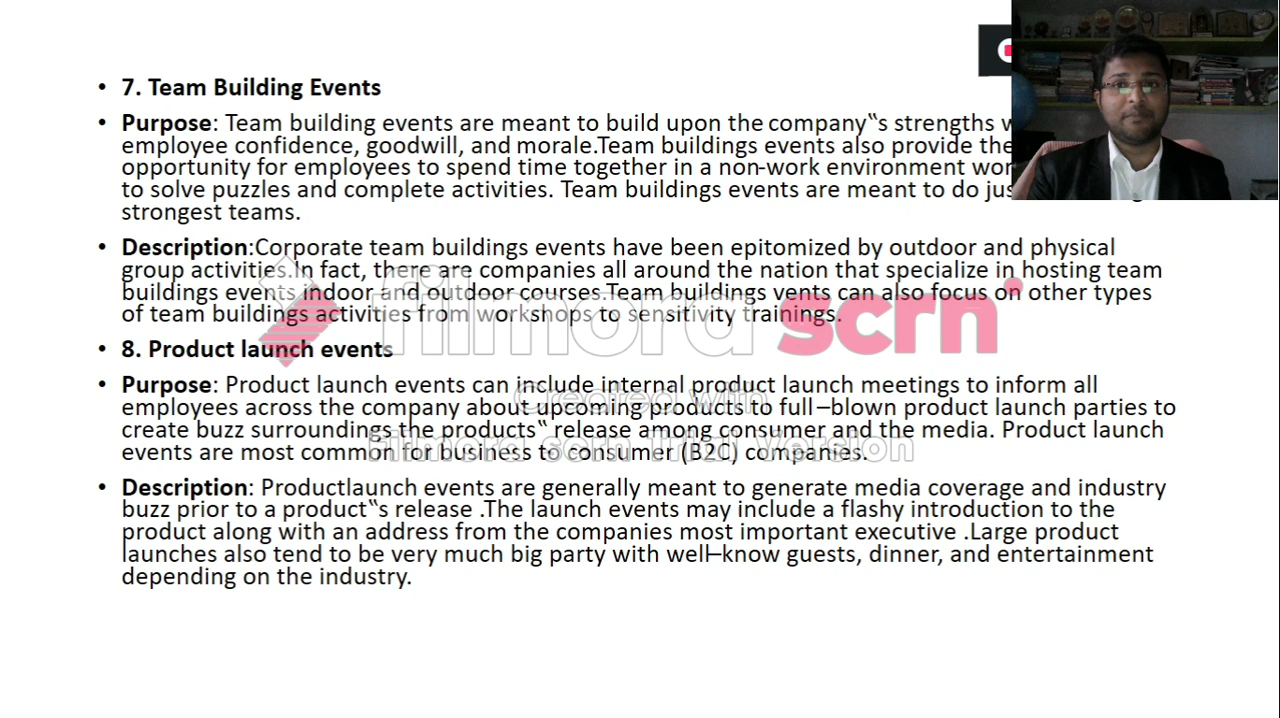 • 7. Team Building Events
• Purpose: Team building events are meant to build upon the company‟s strengths
employee confidence, goodwill, and morale.Team buildings events also provide the
opportunity for employees to spend time together in a non-work environment
to solve puzzles and complete activities. Team buildings events are meant to do
strongest teams.
• Description:Corporate team buildings events have been epitomized by outdoor and physical
group activities.In fact, there are companies all around the nation that specialize in hosting team
buildings events indoor and outdoor courses.Team buildings vents can also focus on other types
of team buildings activities from workshops to sensitivity trainings.
• 8. Product launch events
• Purpose: Product launch events can include internal product launch meetings to inform all
employees across the company about upcoming products to full–blown product launch parties to
create buzz surroundings the products‟ release among consumer and the media. Product launch
events are most common for business to consumer (B2C) companies.
• Description: Productlaunch events are generally meant to generate media coverage and industry
buzz prior to a product‟s release .The launch events may include a flashy introduction to the
product along with an address from the companies most important executive .Large product
launches also tend to be very much big party with well–know guests, dinner, and entertainment
depending on the industry.
filmora scrn
Created with
Filmora scrn Trial Version